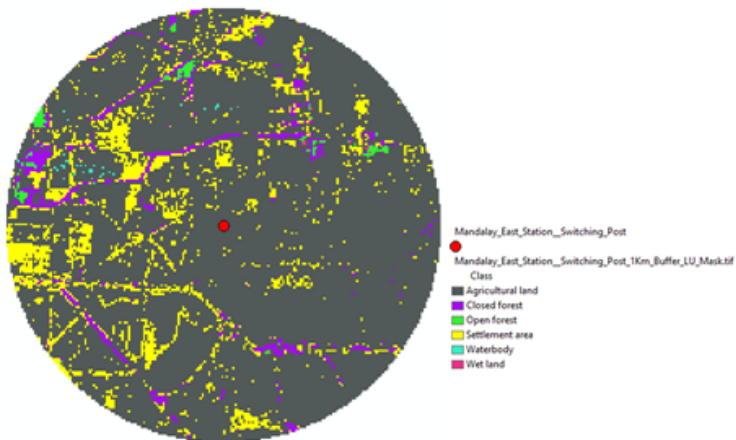 Mandalay_East_Station__Switching_Post
Mandalay_East_Station__Switching_Post_1Km_Buffer_LU_Mask.tif
Class
Agricultural land
Closed forest
Open forest
Settlement area
Waterbody
Wet land